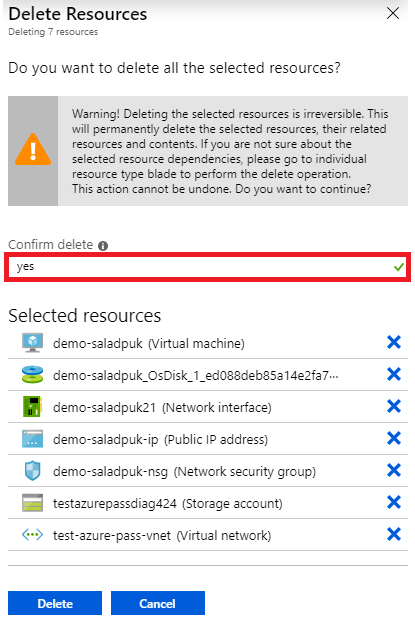 Delete Resources
Deleting 7 resources
Do you want to delete all the selected resources?
Warning! Deleting the selected resources is irreversible. This
will permanently delete the selected resources, their related
resources and contents. If you are not sure about the
selected resource dependencies, please go to individual
resource type blade to perform the delete operation.
This action cannot be undone. Do you want to continue?
Confirm delete
yes
Selected resources
demo-saladpuk (Virtual machine)
demo-saladpuk_OsDisk_1_ed088deb85a14e2fa7···
demo-saladpuk21 (Network interface)
demo-saladpuk-ip (Public IP address)
demo-saladpuk-nsg (Network security group)
testazurepassdiag424 (Storage account)
test-azure-pass-vnet (Virtual network)
Delete Cancel